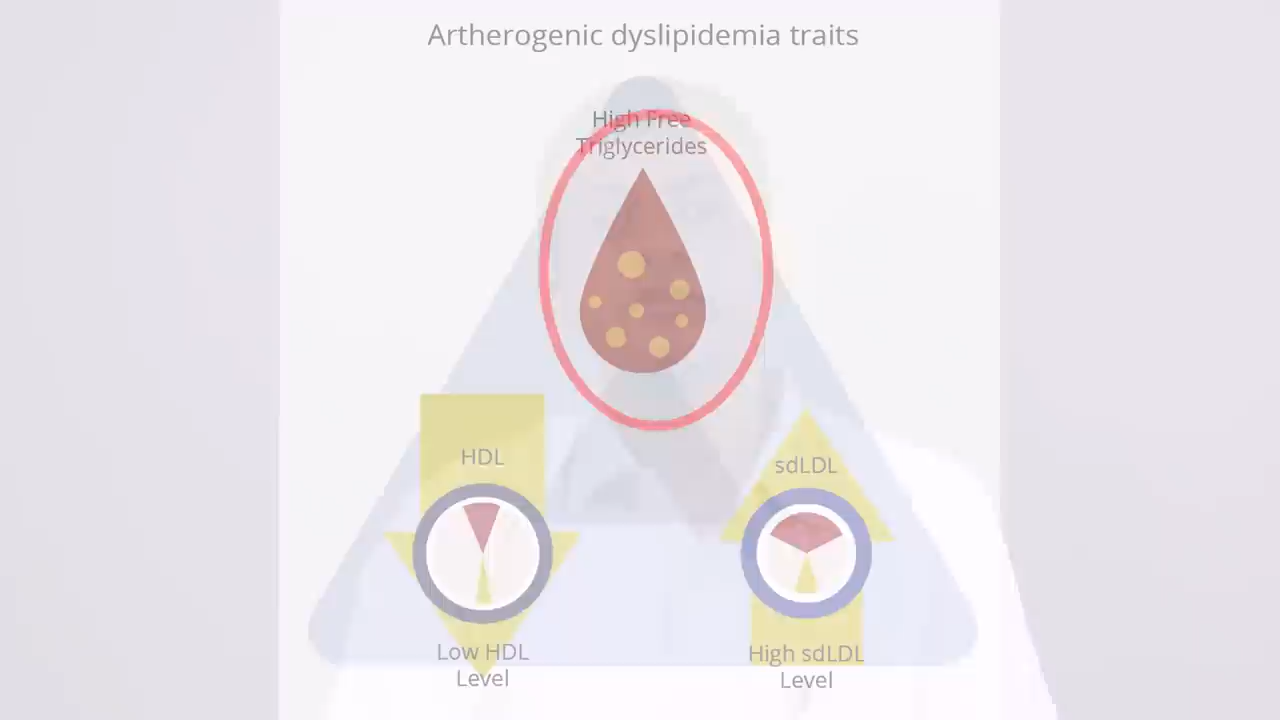 Artherogenic dyslipidemia traits
High Free
Triglycerides
HDL
sdLDL
Low HDL
Level
High sdLDL
Level